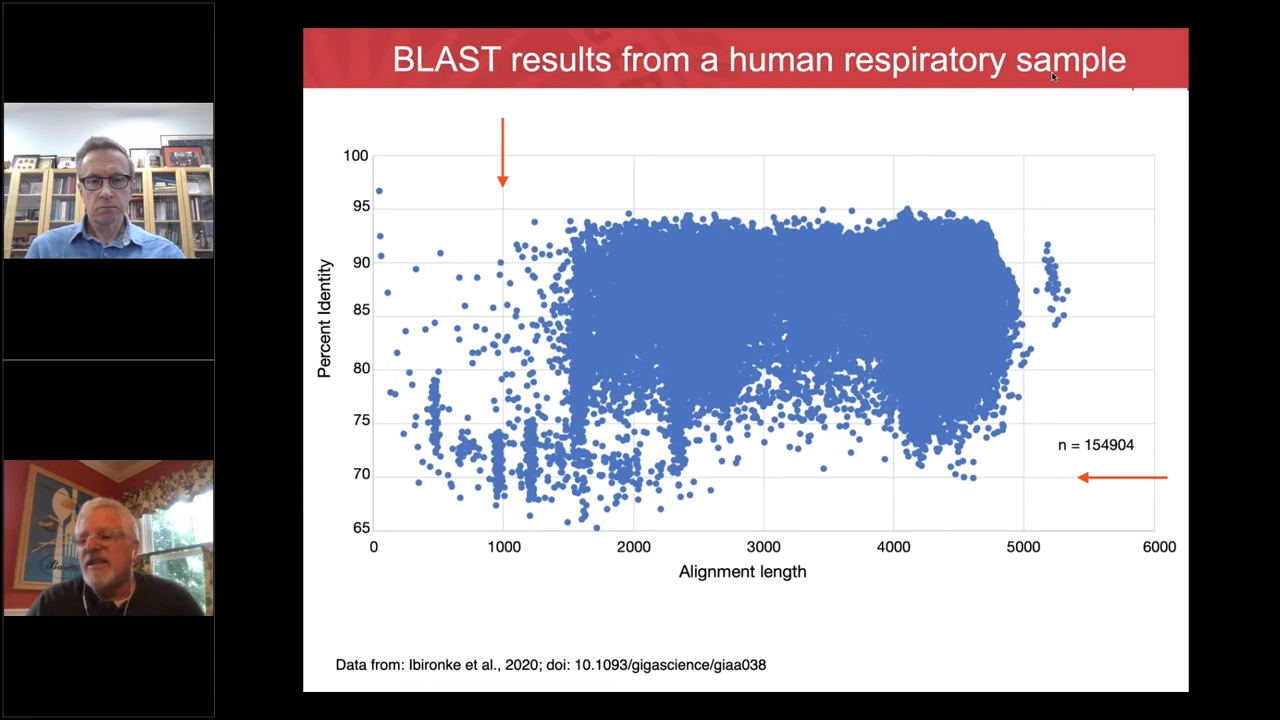 BLAST results from a human respiratory sample
100
95
90
85
80
75
70
65
Percent Identity
n = 154904
0 1000 2000 3000 4000 5000 6000
Alignment length
Data from: Ibironke et al., 2020; doi: 10.1093/gigascience/giaa038